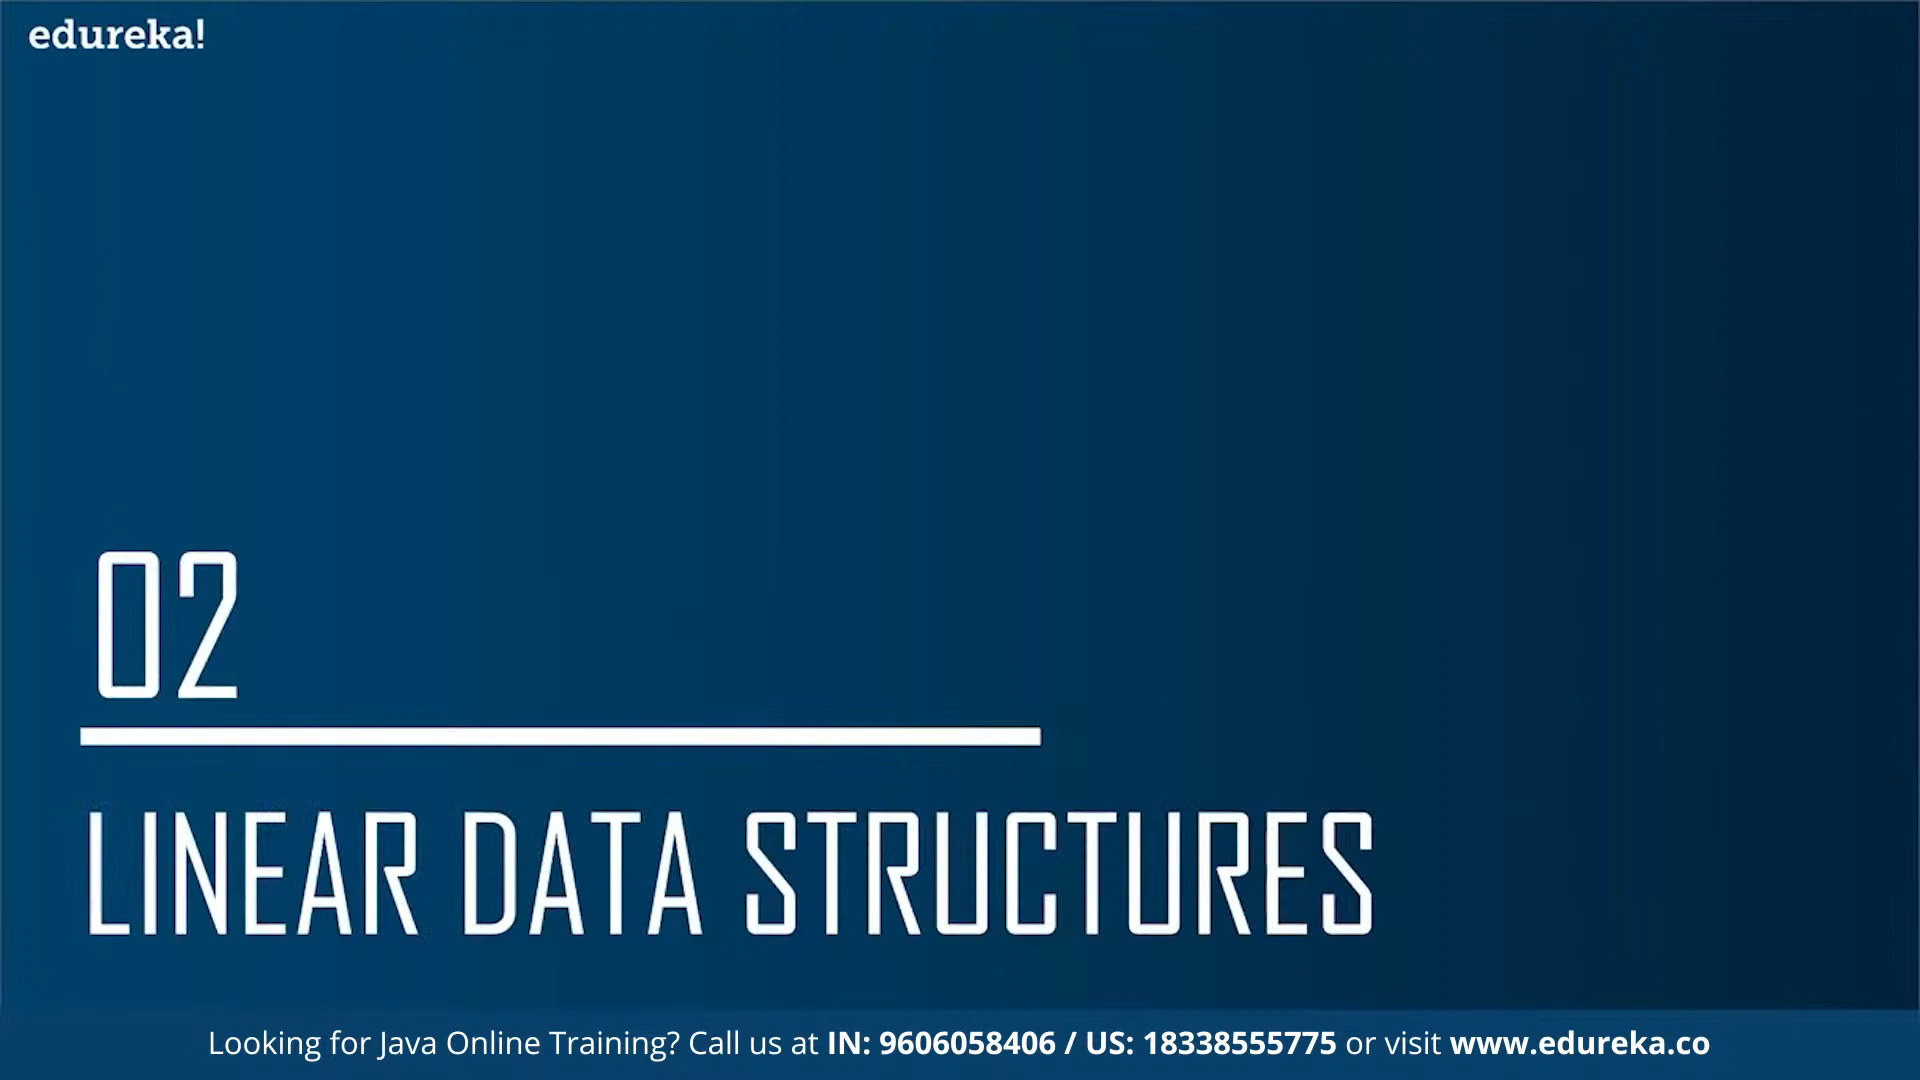 edureka!
02
LINEAR DATA STRUCTURES
Looking for Java Online Training? Call us at IN: 9606058406 / US: 18338555775 or visit www.edureka.co